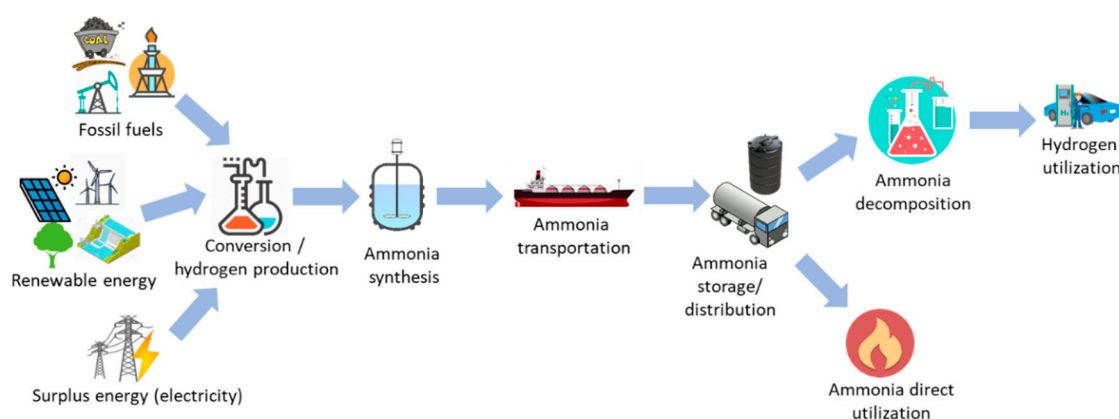 COAL
Fossil fuels
Renewable energy
Surplus energy (electricity)
Conversion /
hydrogen production
Ammonia
synthesis
Ammonia
transportation
Ammonia
storage/
distribution
Ammonia
decomposition
H₂
Hydrogen
utilization
Ammonia direct
utilization